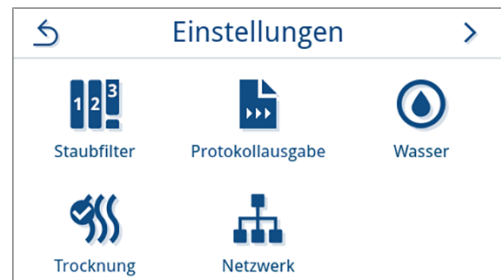 Einstellungen
1 2 3
Staubfilter Protokollausgabe Wasser
Trocknung Netzwerk